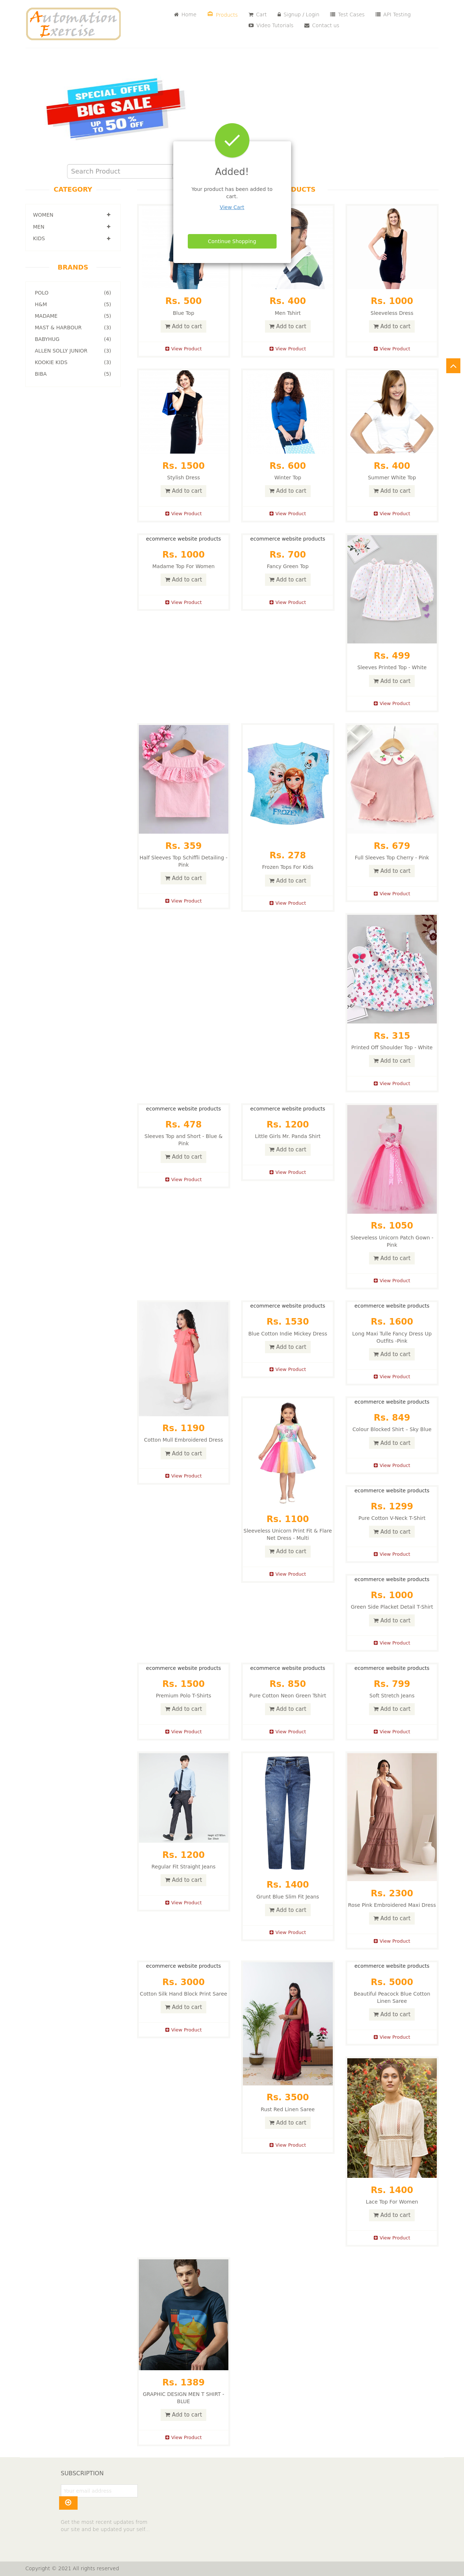 Automation
Exercise
Home
Products
Cart
Signup / Login
Test Cases
API Testing
Video Tutorials
Contact us
SPECIAL OFFER
BIG SALE
UP TO 50% OFF
Search Product
Added!
Your product has been added to
cart.
View Cart
Continue Shopping
CATEGORY
WOMEN
MEN
KIDS
BRANDS
POLO (6)
H&M (5)
MADAME (5)
MAST & HARBOUR (3)
BABYHUG (4)
ALLEN SOLLY JUNIOR (3)
KOOKIE KIDS (3)
BIBA (5)
Rs. 500
Blue Top
Add to cart
View Product
Rs. 400
Men Tshirt
Add to cart
View Product
Rs. 1000
Sleeveless Dress
Add to cart
View Product
Rs. 1500
Stylish Dress
Add to cart
View Product
Rs. 600
Winter Top
Add to cart
View Product
Rs. 400
Summer White Top
Add to cart
View Product
ecommerce website products
Rs. 1000
Madame Top For Women
Add to cart
View Product
ecommerce website products
Rs. 700
Fancy Green Top
Add to cart
View Product
Rs. 499
Sleeves Printed Top - White
Add to cart
View Product
Rs. 359
Half Sleeves Top Schiffli Detailing -
Pink
Add to cart
View Product
FROZEN
Rs. 278
Frozen Tops For Kids
Add to cart
View Product
Rs. 679
Full Sleeves Top Cherry - Pink
Add to cart
View Product
Rs. 315
Printed Off Shoulder Top - White
Add to cart
View Product
ecommerce website products
Rs. 478
Sleeves Top and Short - Blue &
Pink
Add to cart
View Product
ecommerce website products
Rs. 1200
Little Girls Mr. Panda Shirt
Add to cart
View Product
Rs. 1050
Sleeveless Unicorn Patch Gown -
Pink
Add to cart
View Product
Rs. 1190
Cotton Mull Embroidered Dress
Add to cart
View Product
ecommerce website products
Rs. 1530
Blue Cotton Indie Mickey Dress
Add to cart
View Product
ecommerce website products
Rs. 1600
Long Maxi Tulle Fancy Dress Up
Outfits -Pink
Add to cart
View Product
Rs. 1100
Sleeveless Unicorn Print Fit & Flare
Net Dress - Multi
Add to cart
View Product
ecommerce website products
Rs. 849
Colour Blocked Shirt – Sky Blue
Add to cart
View Product
ecommerce website products
Rs. 1299
Pure Cotton V-Neck T-Shirt
Add to cart
View Product
ecommerce website products
Rs. 1000
Green Side Placket Detail T-Shirt
Add to cart
View Product
ecommerce website products
Rs. 1500
Premium Polo T-Shirts
Add to cart
View Product
ecommerce website products
Rs. 850
Pure Cotton Neon Green Tshirt
Add to cart
View Product
ecommerce website products
Rs. 799
Soft Stretch Jeans
Add to cart
View Product
Rs. 1200
Regular Fit Straight Jeans
Add to cart
View Product
Rs. 1400
Grunt Blue Slim Fit Jeans
Add to cart
View Product
Rs. 2300
Rose Pink Embroidered Maxi Dress
Add to cart
View Product
ecommerce website products
Rs. 3000
Cotton Silk Hand Block Print Saree
Add to cart
View Product
Rs. 3500
Rust Red Linen Saree
Add to cart
View Product
ecommerce website products
Rs. 5000
Beautiful Peacock Blue Cotton
Linen Saree
Add to cart
View Product
Rs. 1400
Lace Top For Women
Add to cart
View Product
Rs. 1389
GRAPHIC DESIGN MEN T SHIRT -
BLUE
Add to cart
View Product
SUBSCRIPTION
Your email address
Get the most recent updates from
our site and be updated your self...
Copyright © 2021 All rights reserved